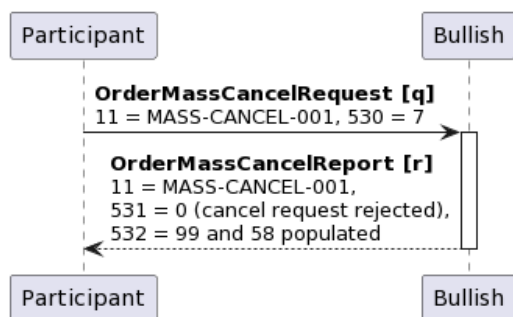 Participant
Bullish
OrderMassCancelRequest [q]
11 = MASS-CANCEL-001, 530 = 7
OrderMassCancelReport [r]
11 = MASS-CANCEL-001,
531 = 0 (cancel request rejected),
532 = 99 and 58 populated
Participant
Bullish